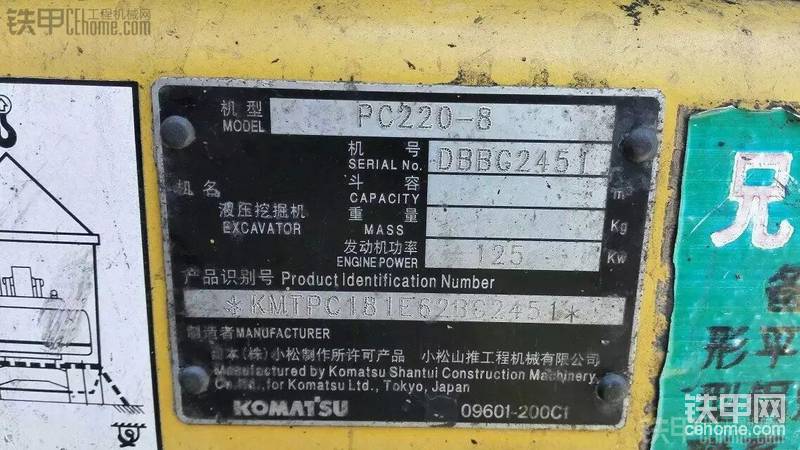 铁甲 工程机械网
Cehome.com
机型 MODEL PC220-8
机号 SERIAL No. DBBG2451
斗容 CAPACITY m³
机名 液压挖掘机 EXCAVATOR
重量 MASS Kg
发动机功率 ENGINE POWER 125 Kw
产品识别号 Product Identification Number
*KMTPC181E62BG2451*
制造者 MANUFACTURER
日本(株)小松制作所许可产品 小松山推工程机械有限公司
Manufactured by Komatsu Shantui Construction Machinery
Co.,Ltd.,for Komatsu Ltd., Tokyo, Japan
KOMATSU 09601-200C1
兄
备
形平
铁甲网
cehome.com